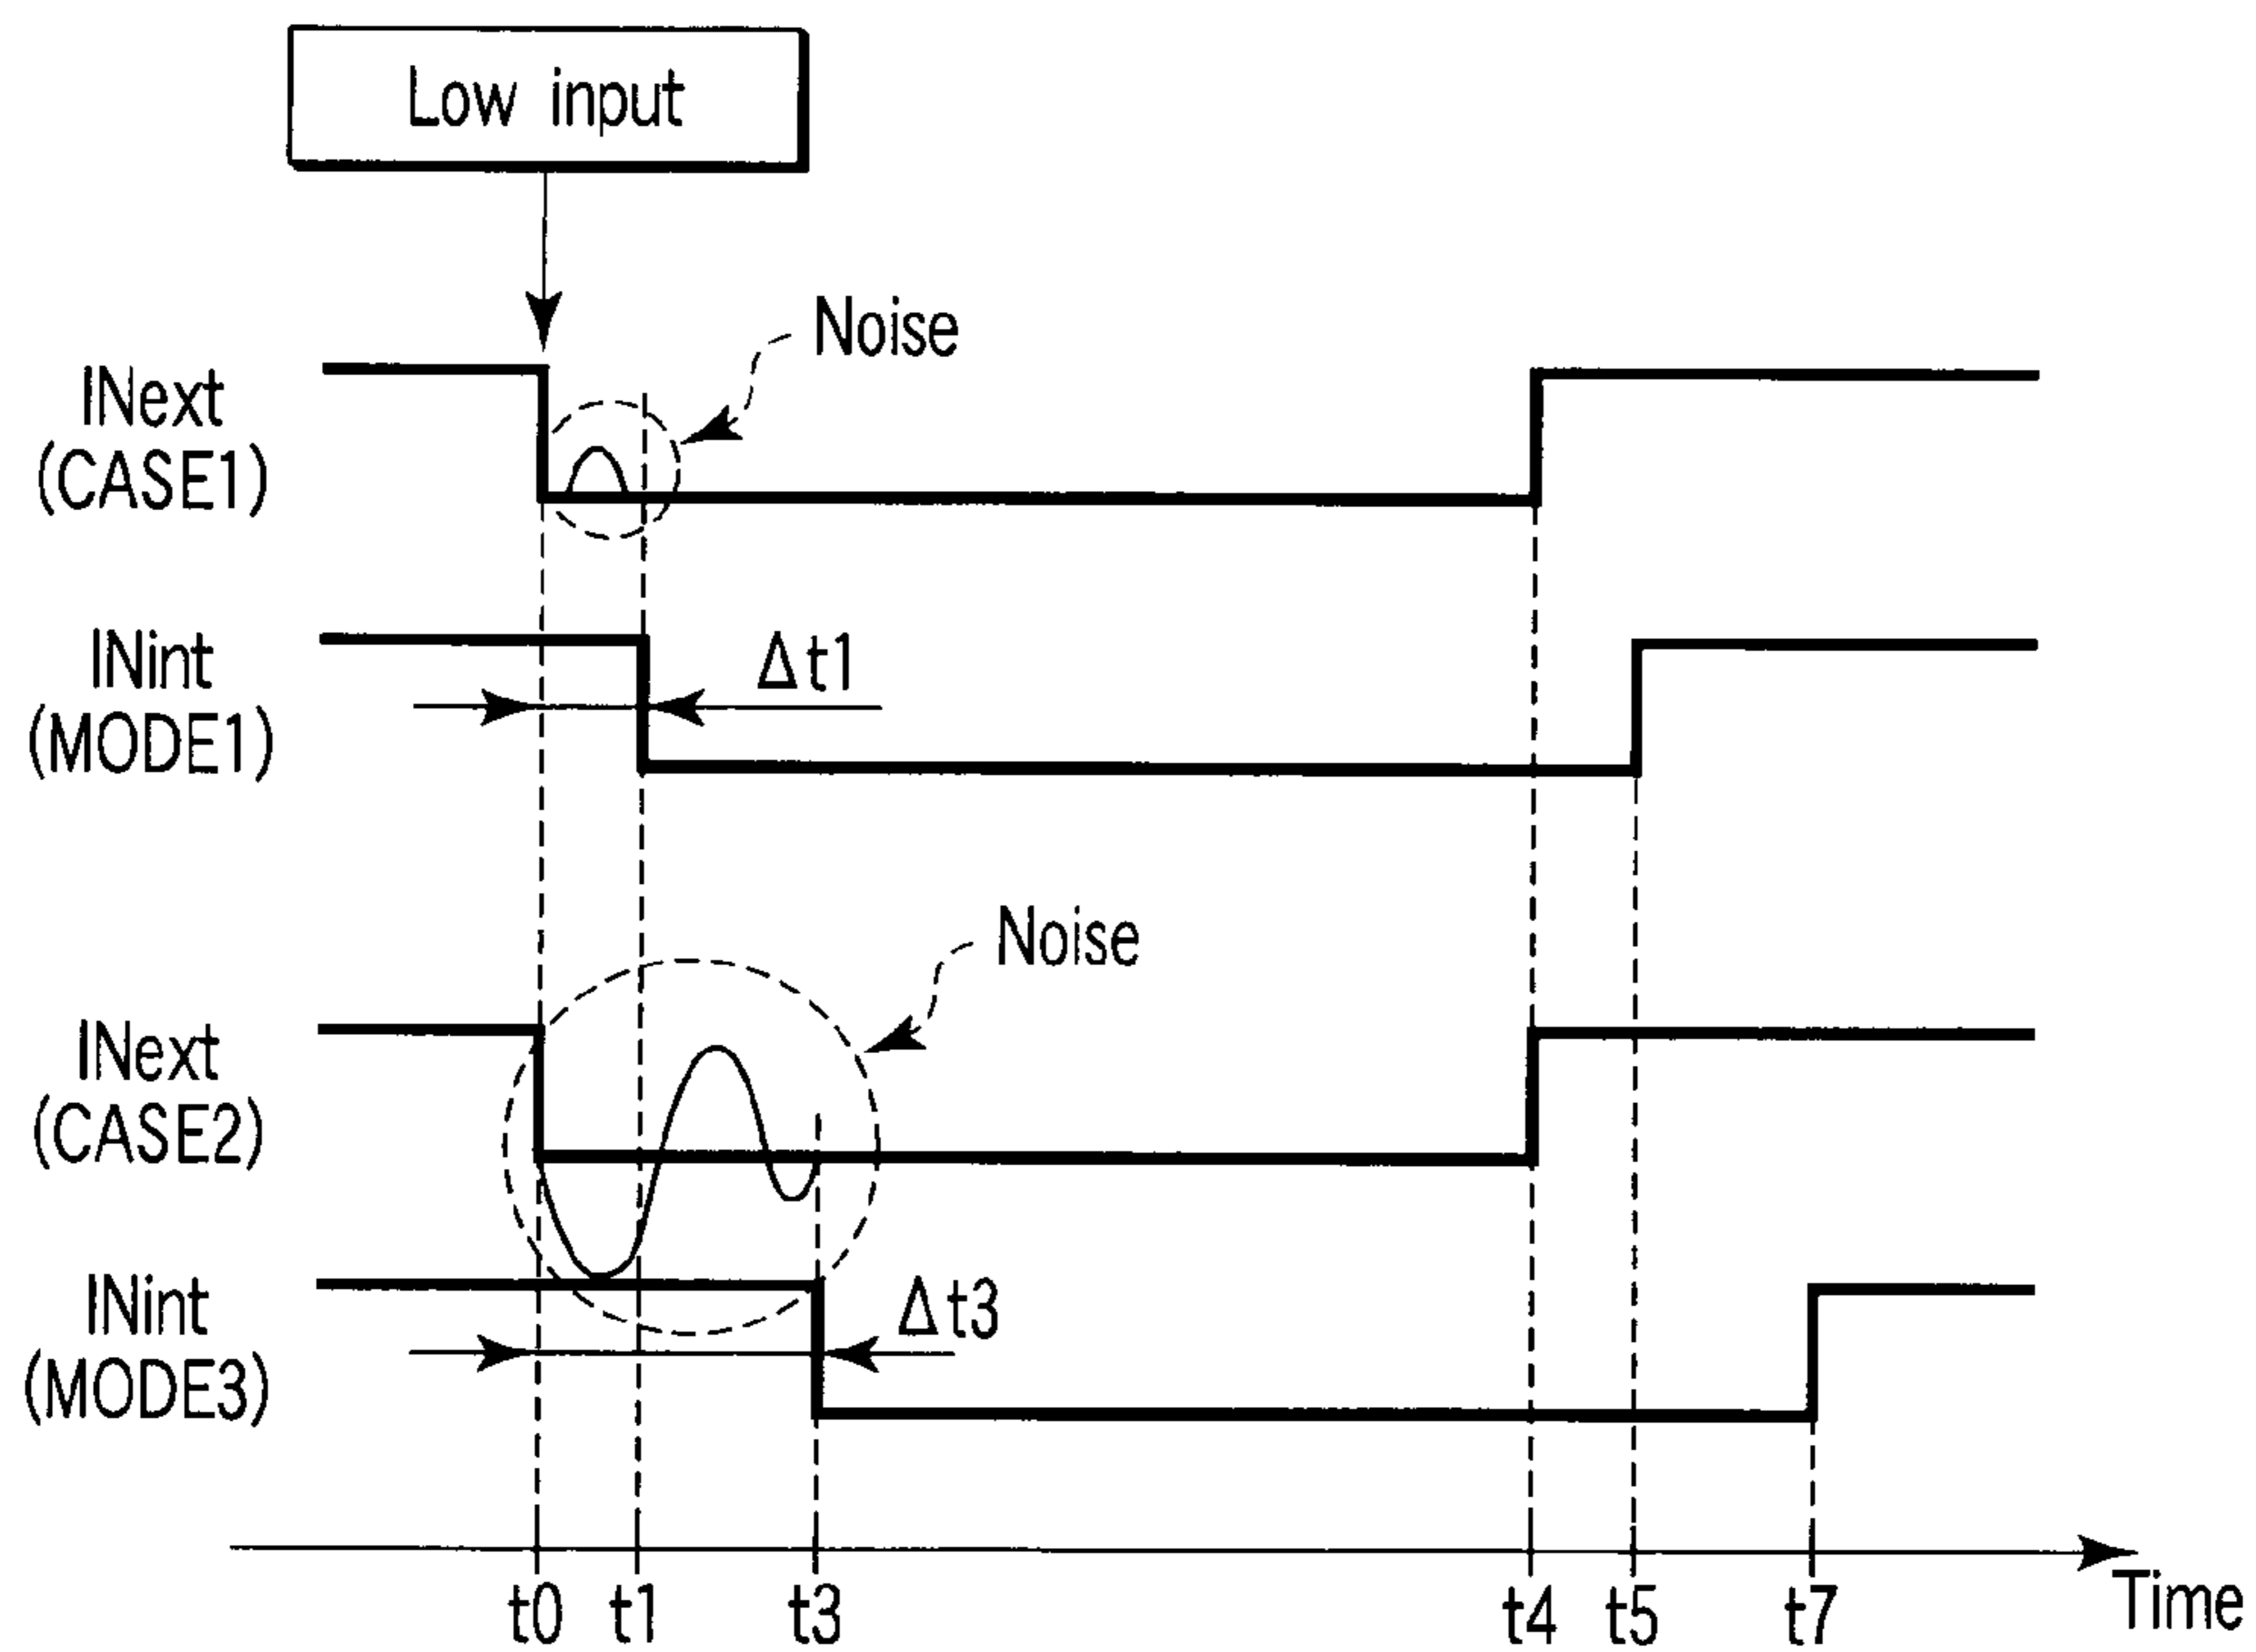 Low input
Noise
INext
(CASE1)
INint
(MODE1)
Δt1
Noise
INext
(CASE2)
INint
(MODE3)
Δt3
t0 t1 t3 t4 t5 t7 Time